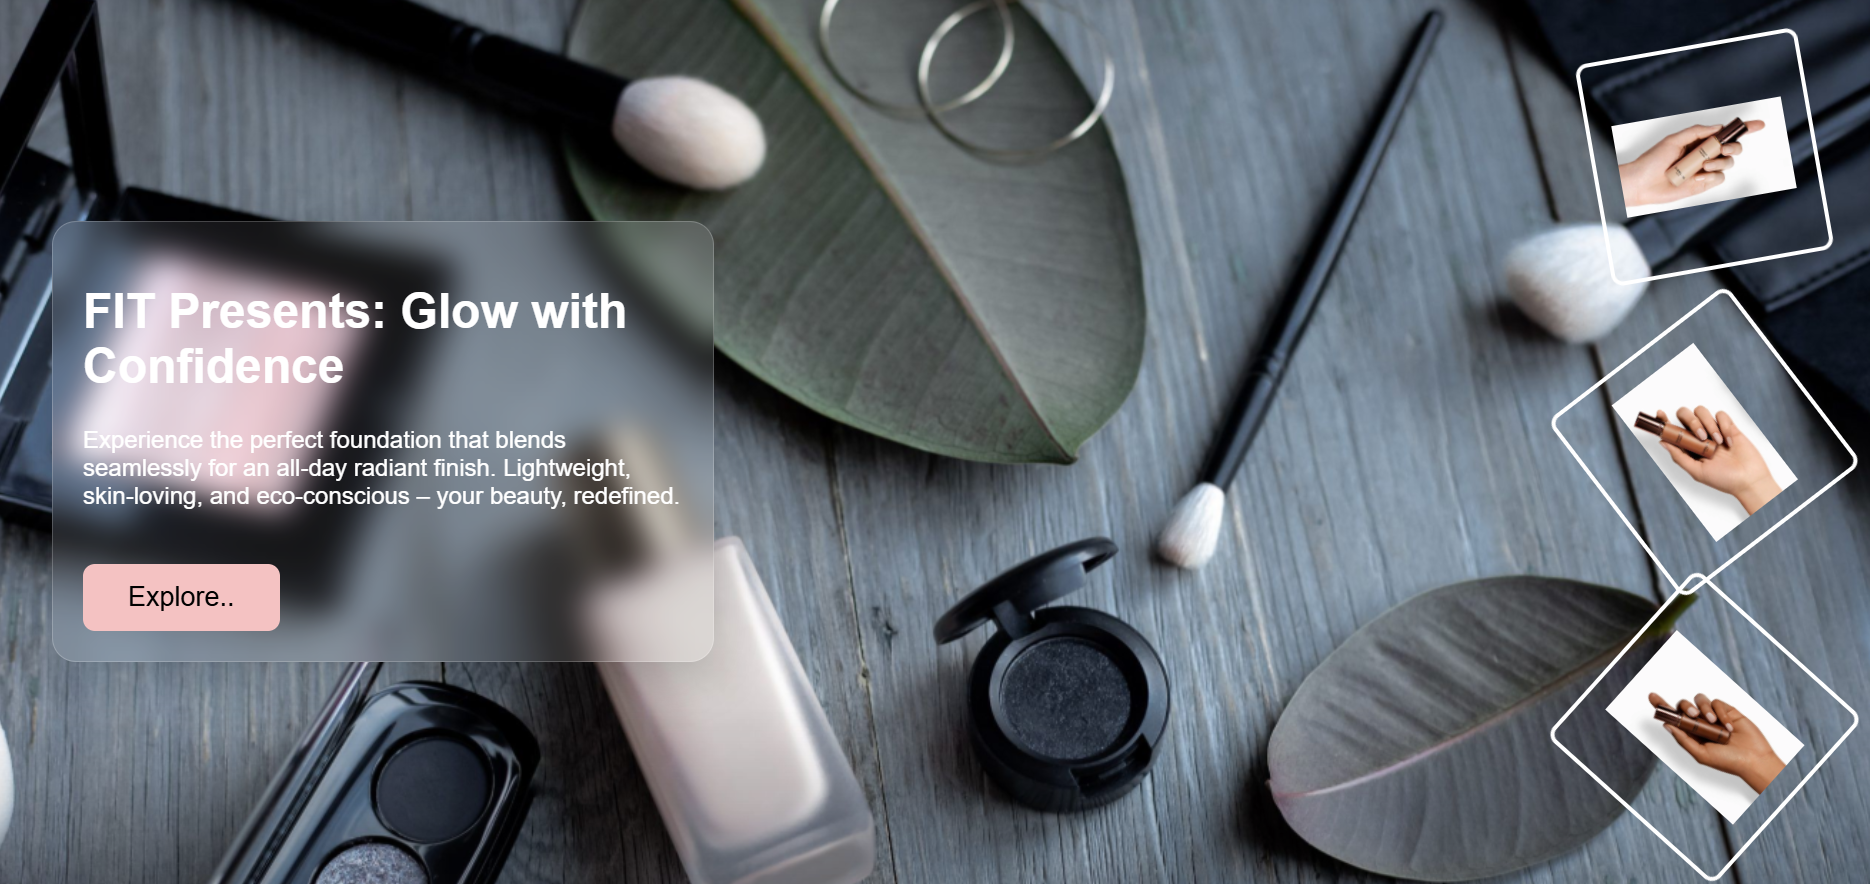 FIT Presents: Glow with
Confidence
Experience the perfect foundation that blends
seamlessly for an all-day radiant finish. Lightweight,
skin-loving, and eco-conscious – your beauty, redefined.
Explore..